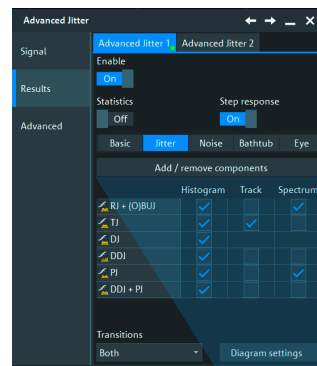 Advanced Jitter
Signal
Results
Advanced
Advanced Jitter 1 Advanced Jitter 2
Enable
On
Statistics Step response
Off On
Basic Jitter Noise Bathtub Eye
Add / remove components
Histogram Track Spectrum
RJ + (O)BUJ
TJ
DJ
DDJ
PJ
DDJ + PJ
Transitions
Both Diagram settings